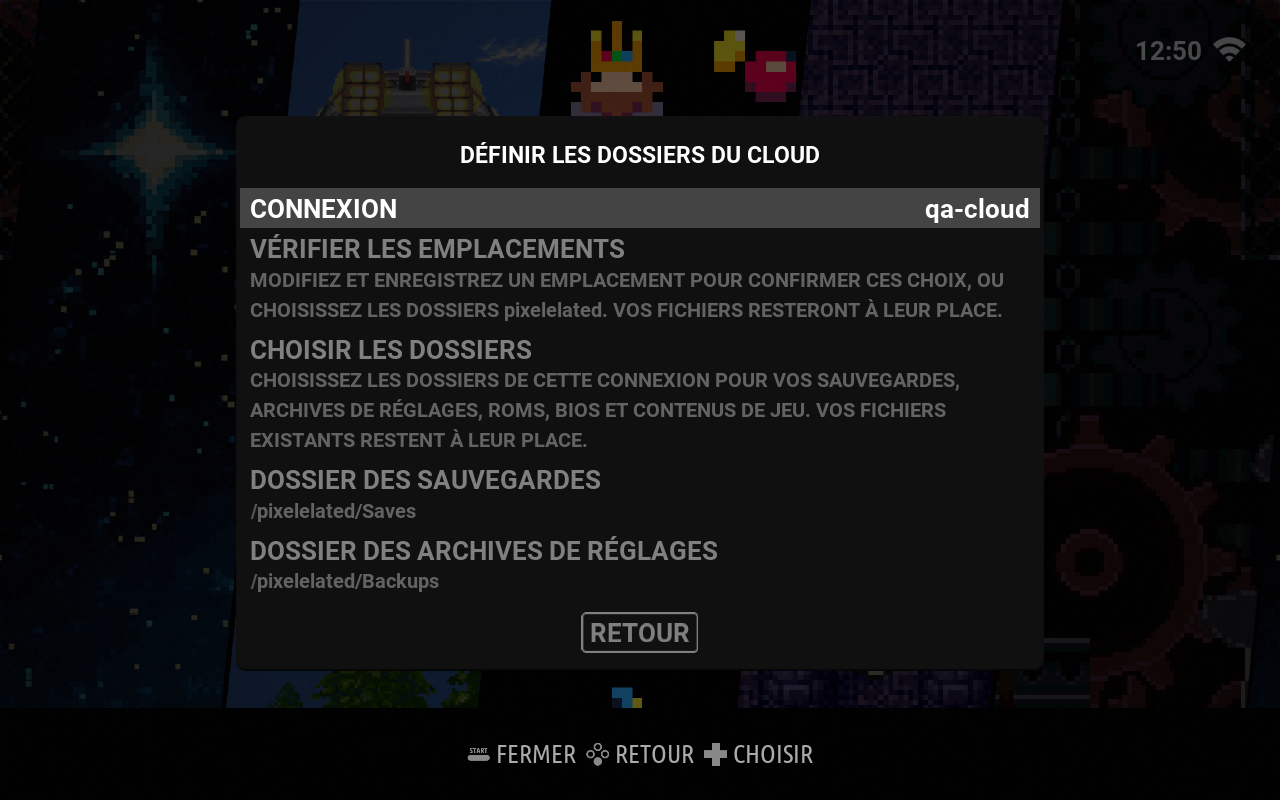 12:50
DÉFINIR LES DOSSIERS DU CLOUD
CONNEXION qa-cloud
VÉRIFIER LES EMPLACEMENTS
MODIFIEZ ET ENREGISTREZ UN EMPLACEMENT POUR CONFIRMER CES CHOIX, OU
CHOISISSEZ LES DOSSIERS pixelelated. VOS FICHIERS RESTERONT À LEUR PLACE.
CHOISIR LES DOSSIERS
CHOISISSEZ LES DOSSIERS DE CETTE CONNEXION POUR VOS SAUVEGARDES,
ARCHIVES DE RÉGLAGES, ROMS, BIOS ET CONTENUS DE JEU. VOS FICHIERS
EXISTANTS RESTENT À LEUR PLACE.
DOSSIER DES SAUVEGARDES
/pixelelated/Saves
DOSSIER DES ARCHIVES DE RÉGLAGES
/pixelelated/Backups
RETOUR
START FERMER RETOUR CHOISIR